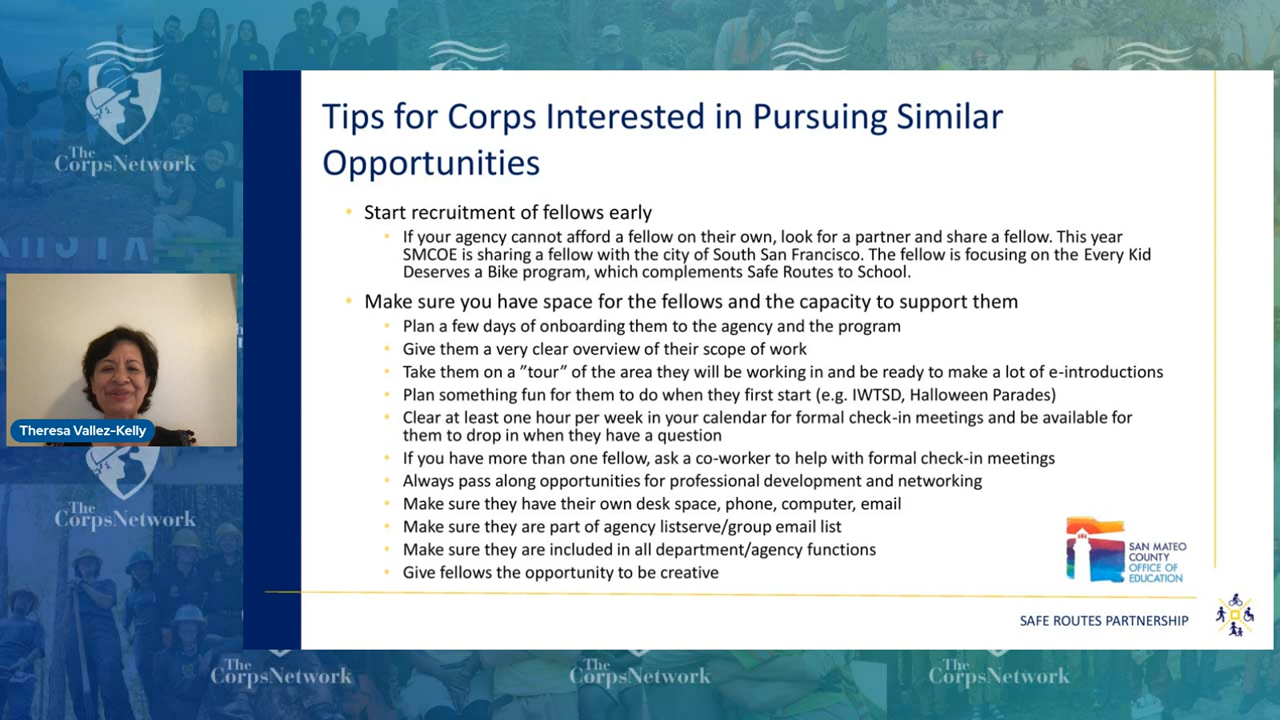 The
CorpsNetwork
Tips for Corps Interested in Pursuing Similar
Opportunities
• Start recruitment of fellows early
• If your agency cannot afford a fellow on their own, look for a partner and share a fellow. This year
SMCOE is sharing a fellow with the city of South San Francisco. The fellow is focusing on the Every Kid
Deserves a Bike program, which complements Safe Routes to School.
• Make sure you have space for the fellows and the capacity to support them
• Plan a few days of onboarding them to the agency and the program
• Give them a very clear overview of their scope of work
• Take them on a ”tour” of the area they will be working in and be ready to make a lot of e-introductions
• Plan something fun for them to do when they first start (e.g. IWTSD, Halloween Parades)
• Clear at least one hour per week in your calendar for formal check-in meetings and be available for
them to drop in when they have a question
• If you have more than one fellow, ask a co-worker to help with formal check-in meetings
• Always pass along opportunities for professional development and networking
• Make sure they have their own desk space, phone, computer, email
• Make sure they are part of agency listserve/group email list
• Make sure they are included in all department/agency functions
• Give fellows the opportunity to be creative
SAN MATEO
COUNTY
OFFICE OF
EDUCATION
SAFE ROUTES PARTNERSHIP
Theresa Vallez-Kelly
The
CorpsNetwork
The
CorpsNetwork
The
CorpsNetwork
The
CorpsNetwork